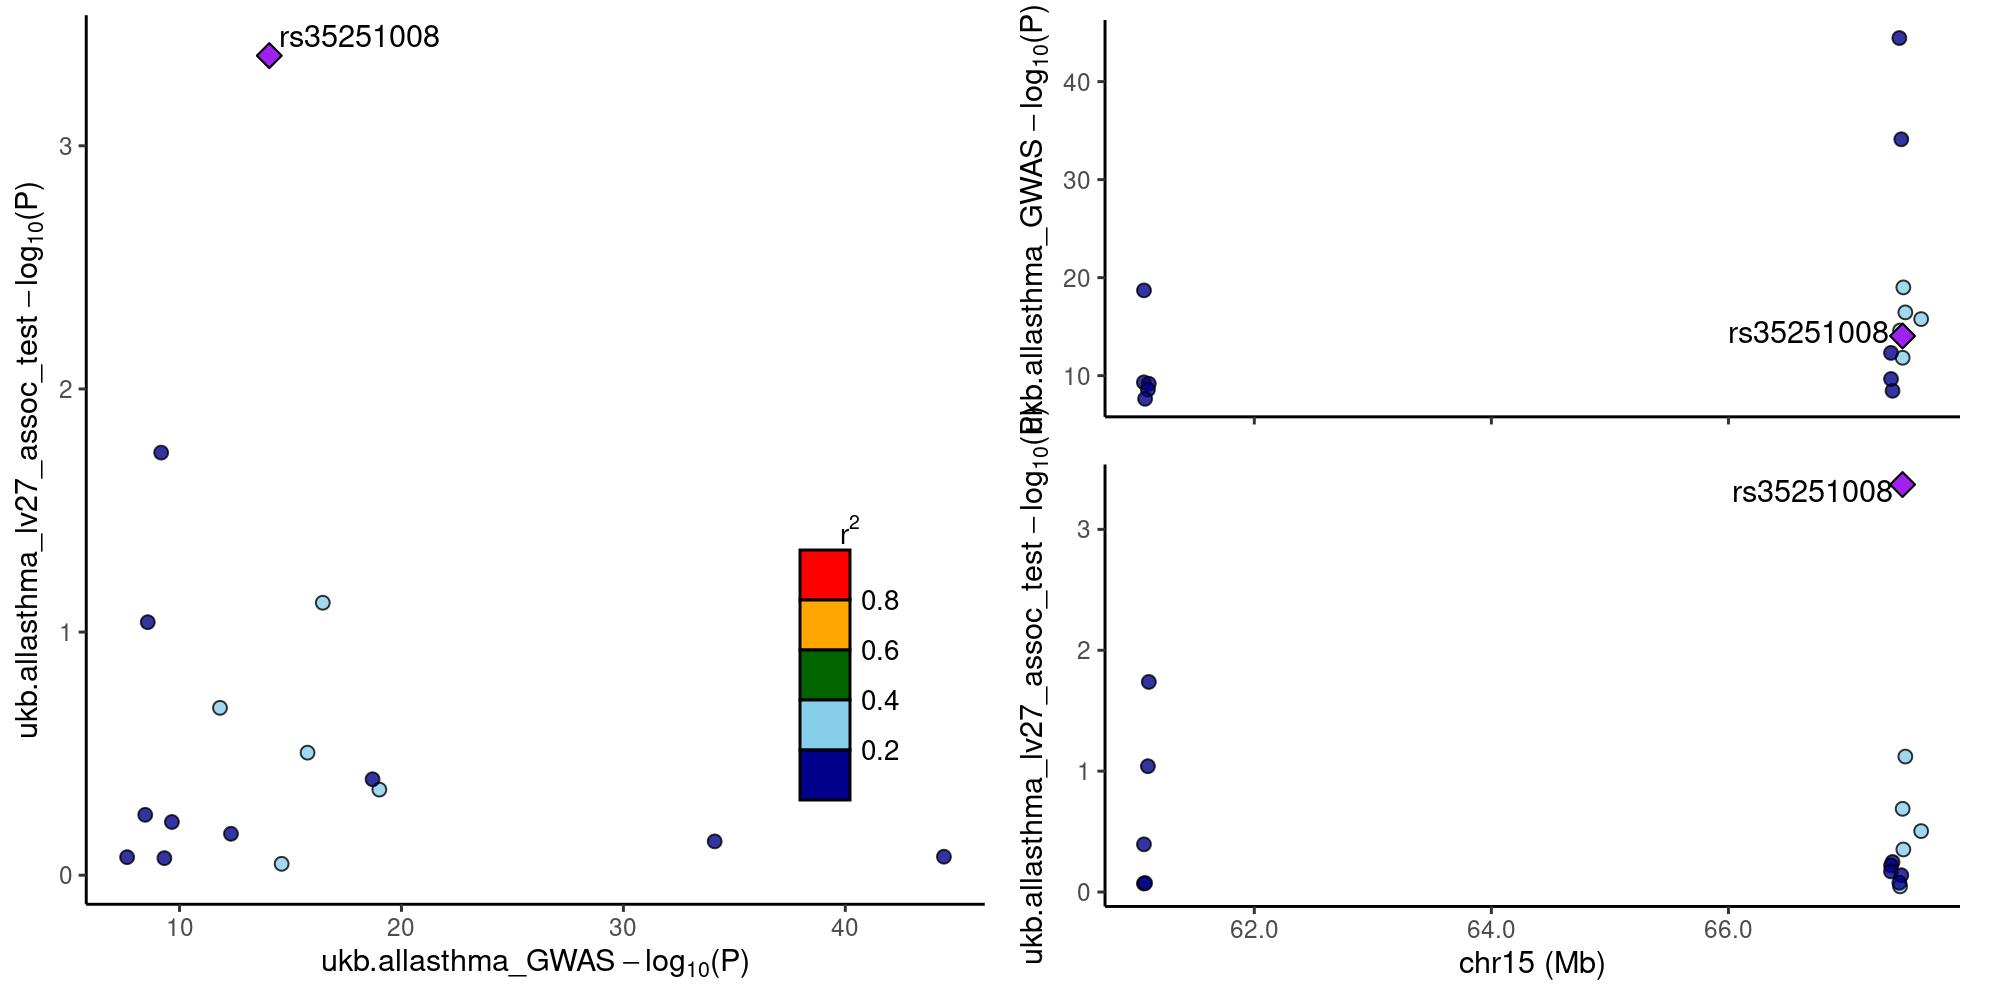 rs35251008
3
2
1
0
ukb.allasthma_lv27_assoc_test −log10(P)
10
20
30
40
ukb.allasthma_GWAS −log10(P)
r2
0.8
0.6
0.4
0.2
ukb.allasthma_GWAS −log10(P)
40
30
20
10
rs35251008
ukb.allasthma_lv27_assoc_test −log10(P)
rs35251008
3
2
1
0
62.0
64.0
66.0
chr15 (Mb)